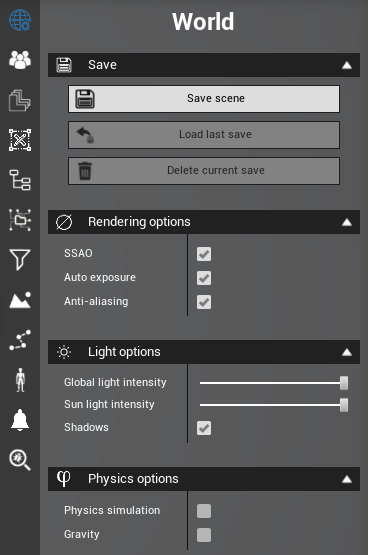 World
Save
Save scene
Load last save
Delete current save
Rendering options
SSAO
Auto exposure
Anti-aliasing
Light options
Global light intensity
Sun light intensity
Shadows
φ Physics options
Physics simulation
Gravity